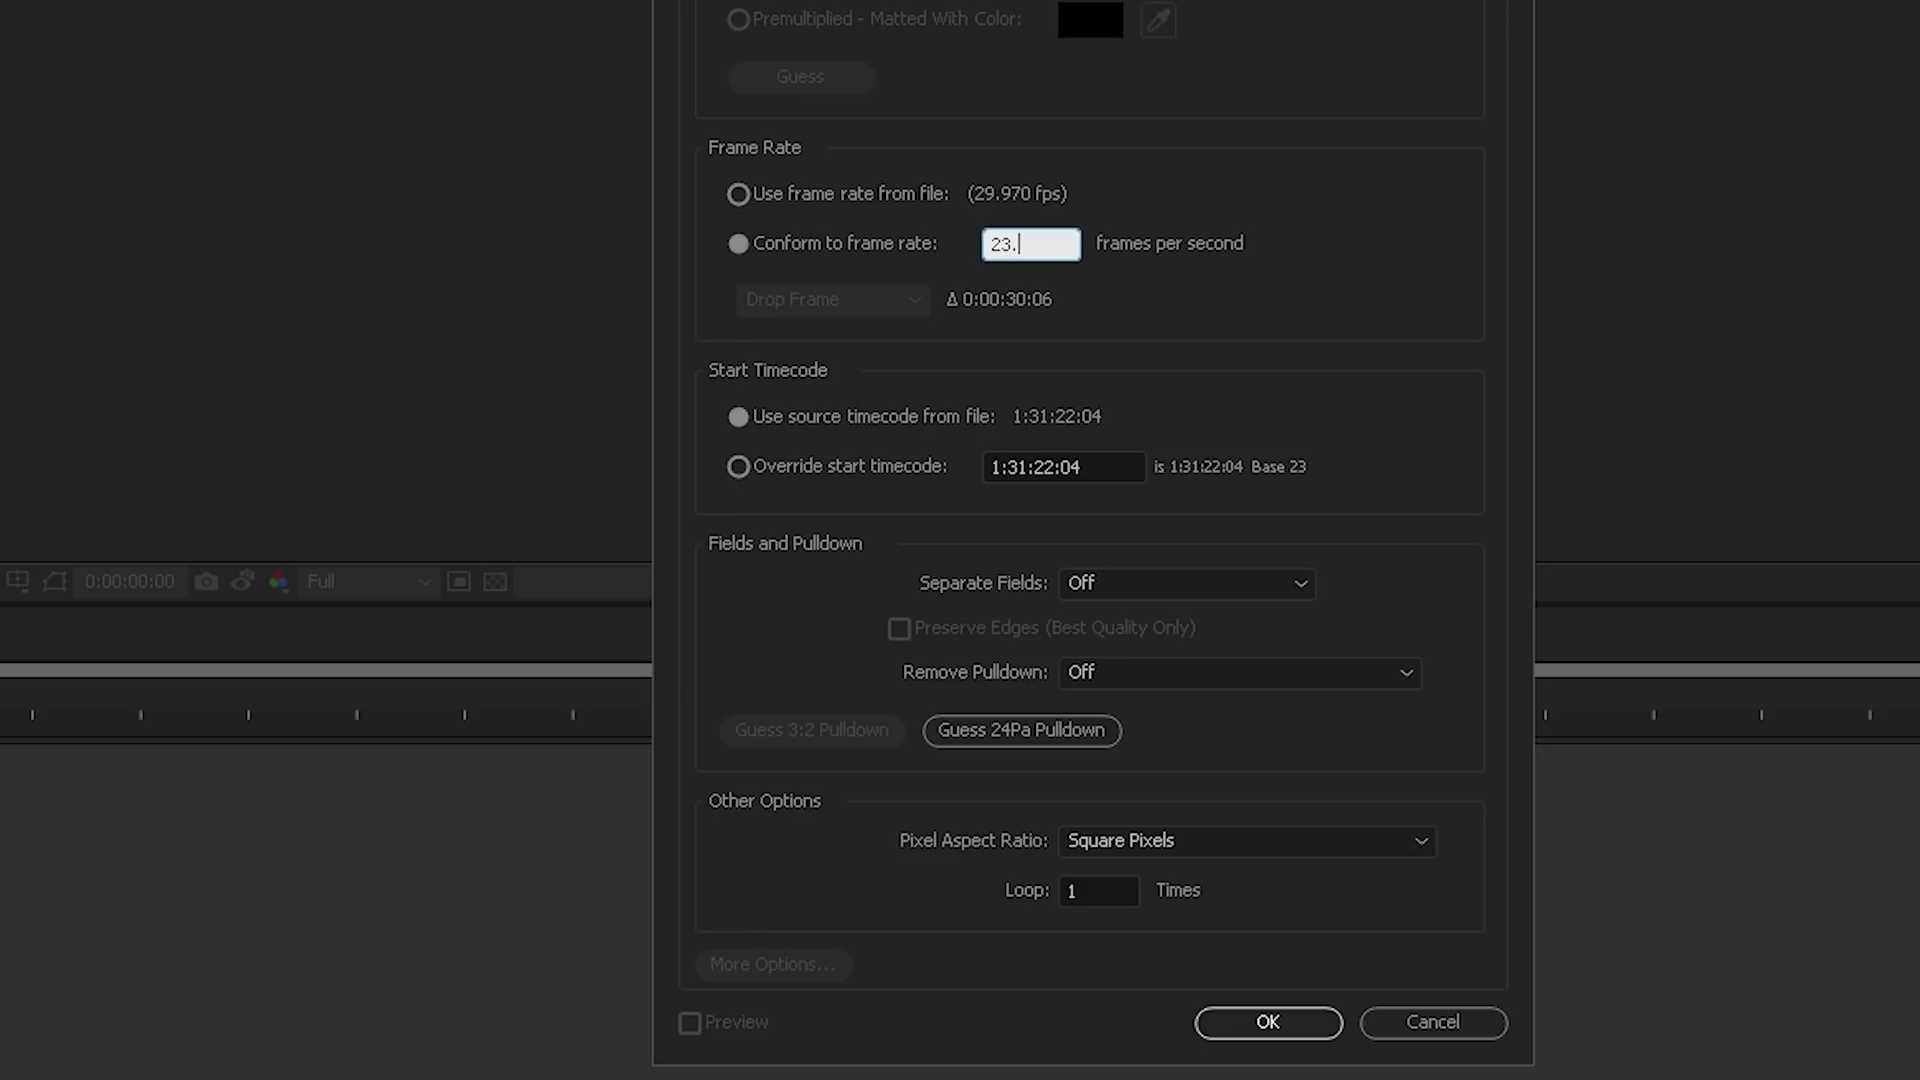 Premultiplied - Matted With Color:
Guess
Frame Rate
Use frame rate from file: (29.970 fps)
Conform to frame rate: 23. frames per second
Drop Frame Δ 0:00:30:06
Start Timecode
Use source timecode from file: 1:31:22:04
Override start timecode: 1:31:22:04 is 1:31:22:04 Base 23
Fields and Pulldown
0:00:00:00 Full
Separate Fields: Off
Preserve Edges (Best Quality Only)
Remove Pulldown: Off
Guess 3:2 Pulldown Guess 24Pa Pulldown
Other Options
Pixel Aspect Ratio: Square Pixels
Loop: 1 Times
More Options...
Preview OK Cancel